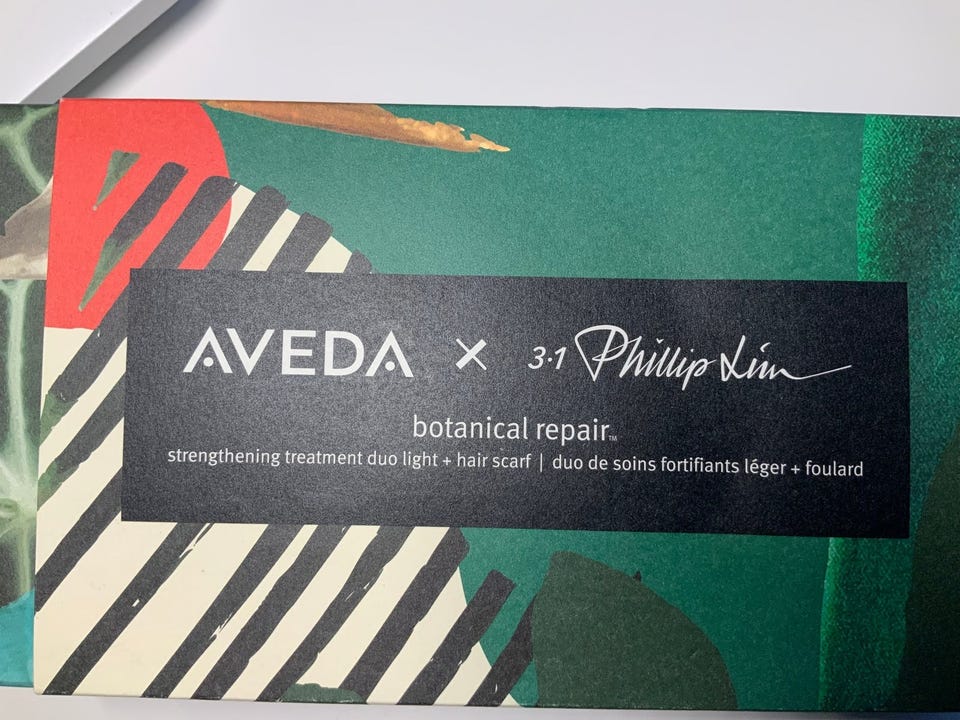 AVEDA × 3·1 Phillip Lim
botanical repair™
strengthening treatment duo light + hair scarf | duo de soins fortifiants léger + foulard